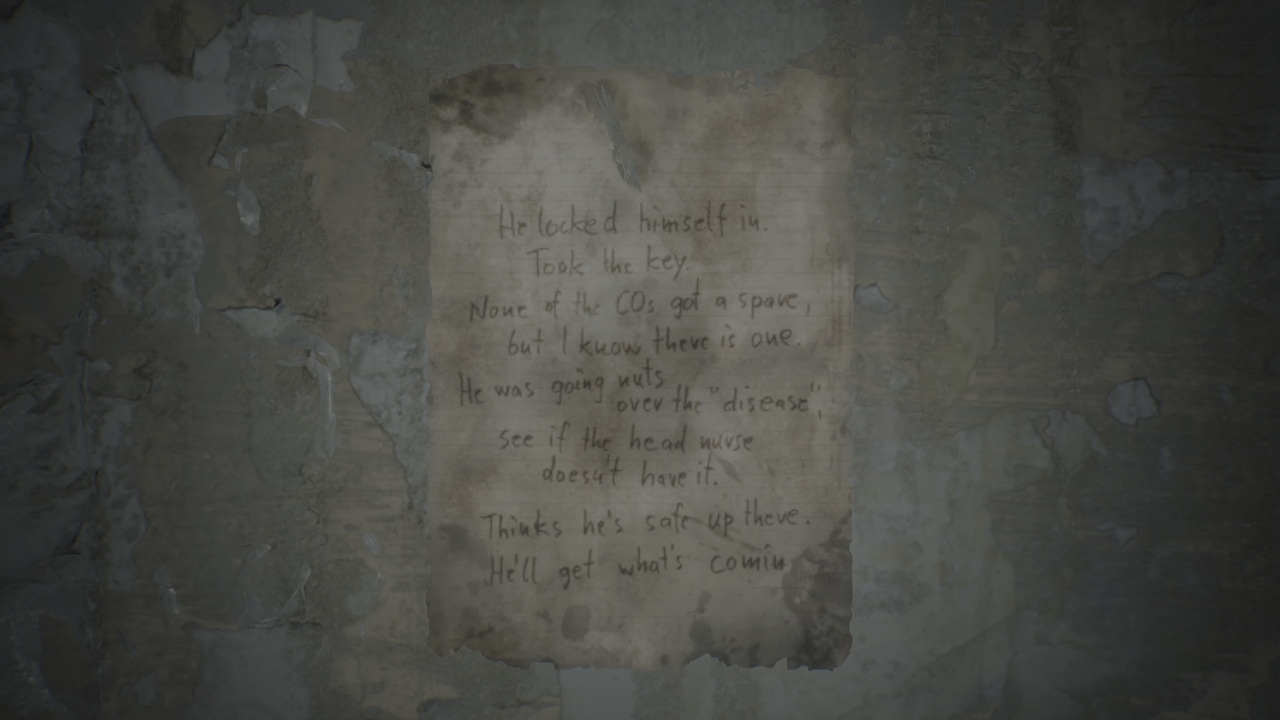 He locked himself in.
Took the key.
None of the COs got a spare,
but I know there is one.
He was going nuts
over the "disease",
see if the head nurse
doesn't have it.
Thinks he's safe up there.
He'll get what's comin